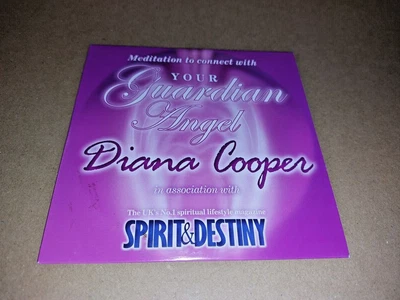 Meditation to connect with
YOUR
Guardian
Angel
Diana Cooper
in association with
The UK's No.1 spiritual lifestyle magazine
SPIRIT&DESTINY